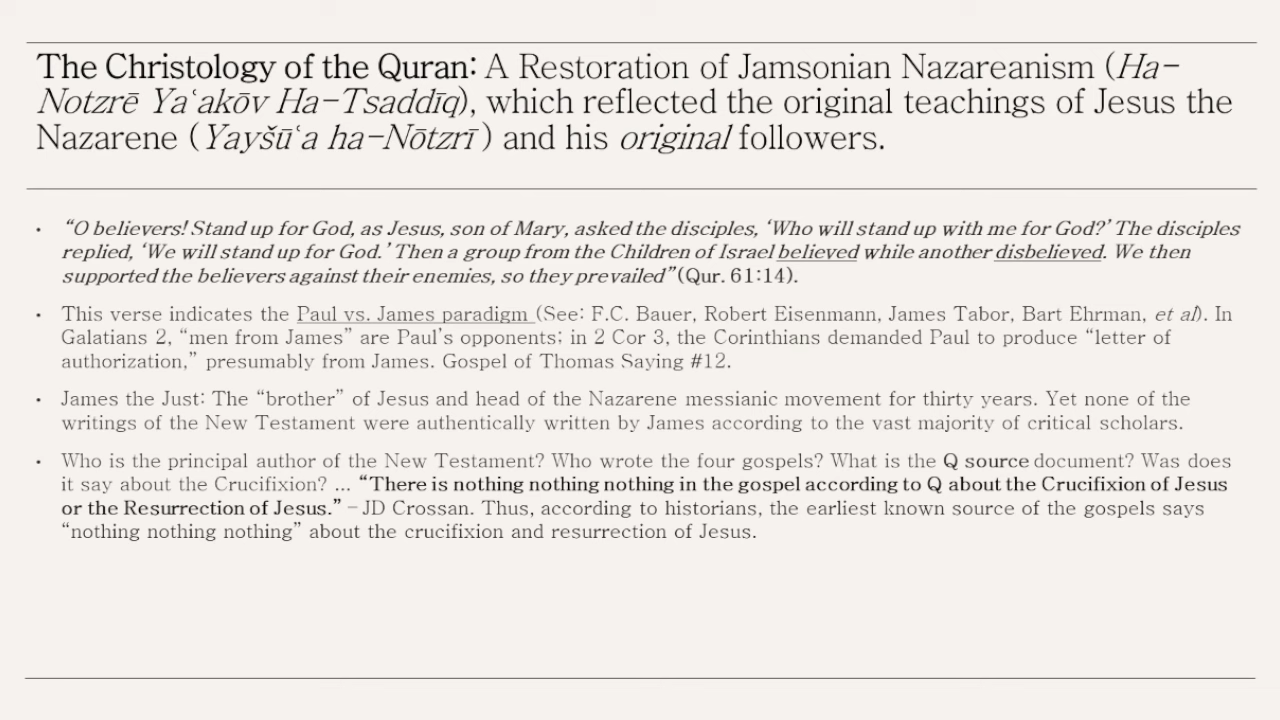 The Christology of the Quran: A Restoration of Jamsonian Nazareanism (Ha-
Notzrē Yaʿakōv Ha-Tsaddīq), which reflected the original teachings of Jesus the
Nazarene (Yayšūʿa ha-Nōtzrī) and his original followers.
• “O believers! Stand up for God, as Jesus, son of Mary, asked the disciples, ‘Who will stand up with me for God?’ The disciples
replied, ‘We will stand up for God.’ Then a group from the Children of Israel believed while another disbelieved. We then
supported the believers against their enemies, so they prevailed” (Qur. 61:14).
• This verse indicates the Paul vs. James paradigm (See: F.C. Bauer, Robert Eisenmann, James Tabor, Bart Ehrman, et al). In
Galatians 2, “men from James” are Paul’s opponents; in 2 Cor 3, the Corinthians demanded Paul to produce “letter of
authorization,” presumably from James. Gospel of Thomas Saying #12.
• James the Just: The “brother” of Jesus and head of the Nazarene messianic movement for thirty years. Yet none of the
writings of the New Testament were authentically written by James according to the vast majority of critical scholars.
• Who is the principal author of the New Testament? Who wrote the four gospels? What is the Q source document? Was does
it say about the Crucifixion? ... “There is nothing nothing nothing in the gospel according to Q about the Crucifixion of Jesus
or the Resurrection of Jesus.” – JD Crossan. Thus, according to historians, the earliest known source of the gospels says
“nothing nothing nothing” about the crucifixion and resurrection of Jesus.